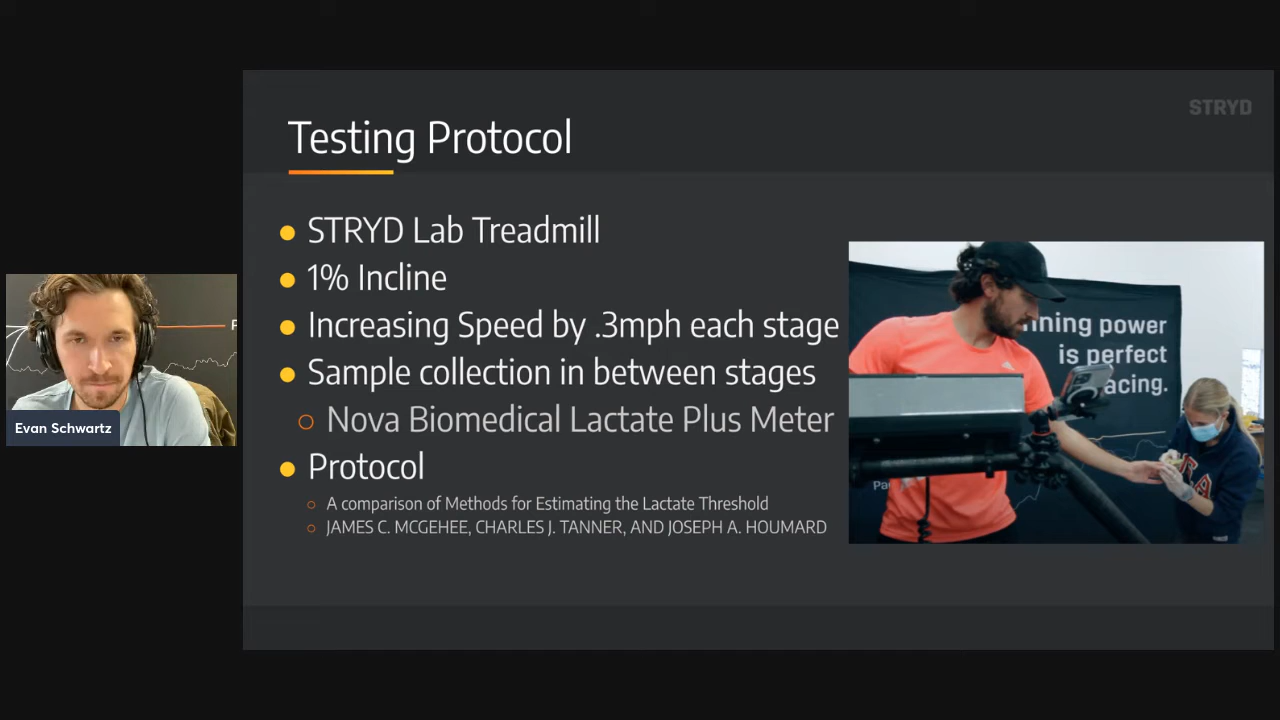 STRYD
Testing Protocol
STRYD Lab Treadmill
1% Incline
Increasing Speed by .3mph each stage
Sample collection in between stages
Nova Biomedical Lactate Plus Meter
Protocol
A comparison of Methods for Estimating the Lactate Threshold
JAMES C. MCGEHEE, CHARLES J. TANNER, AND JOSEPH A. HOUMARD
Evan Schwartz
power
is perfect